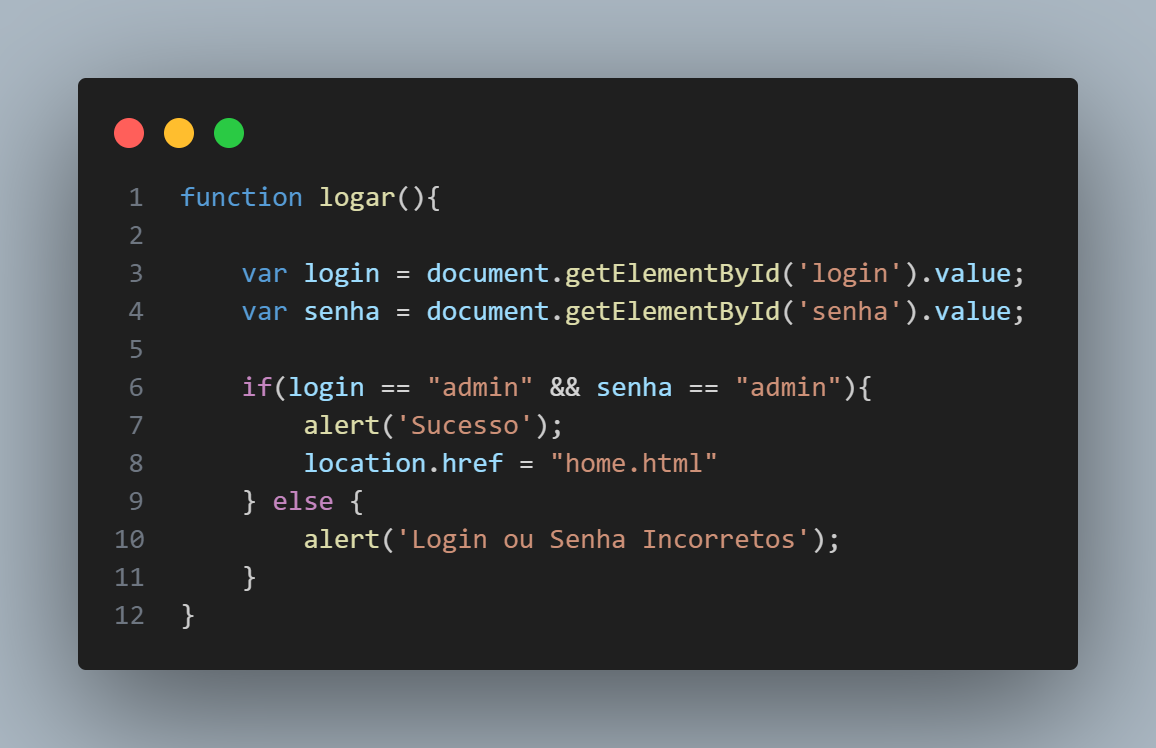 1 function logar(){
2
3     var login = document.getElementById('login').value;
4     var senha = document.getElementById('senha').value;
5
6     if(login == "admin" && senha == "admin"){
7         alert('Sucesso');
8         location.href = "home.html"
9     } else {
10         alert('Login ou Senha Incorretos');
11     }
12 }